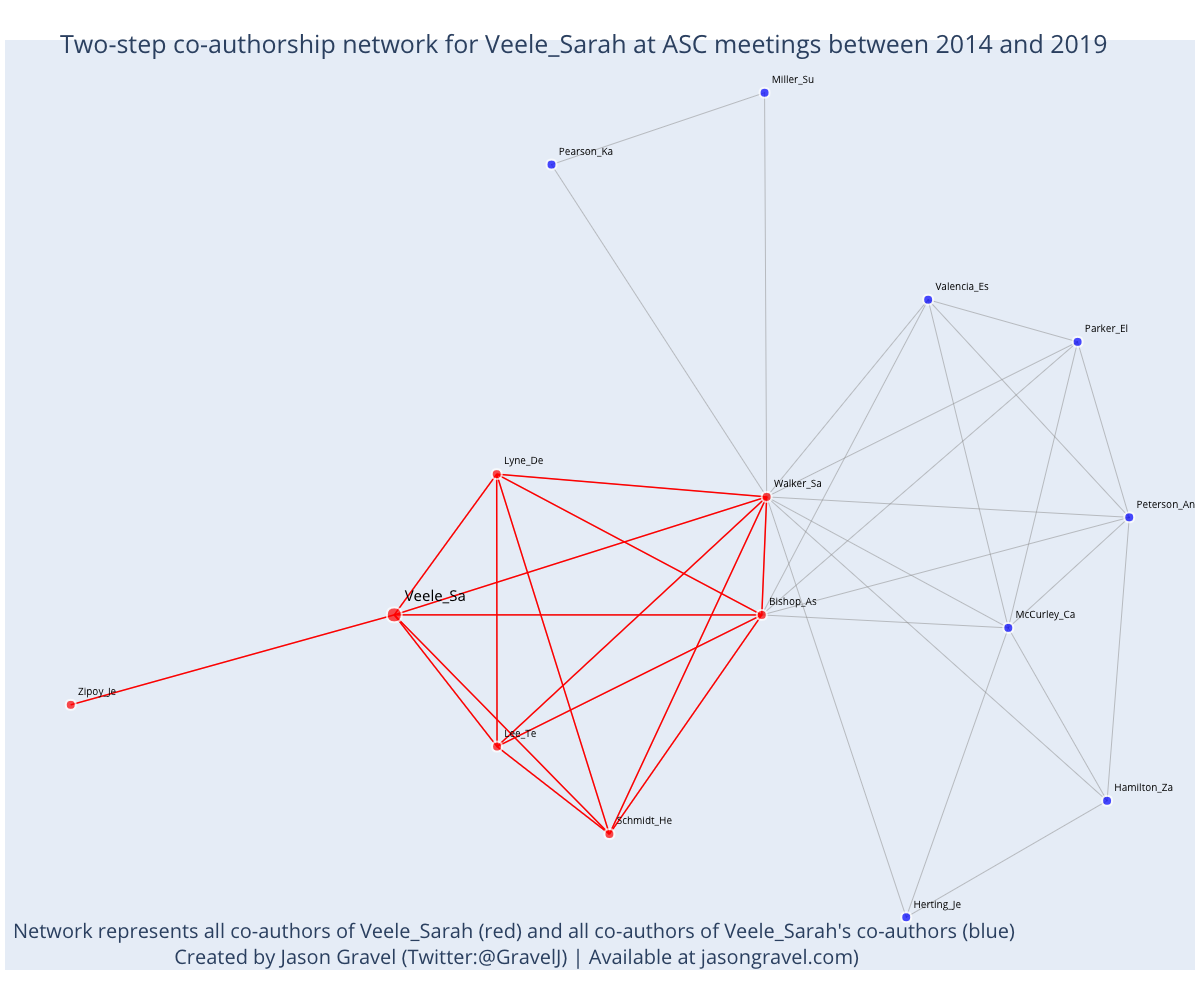 Two-step co-authorship network for Veele_Sarah at ASC meetings between 2014 and 2019
Miller_Su
Pearson_Ka
Valencia_Es
Parker_El
Lyne_De
Walker_Sa
Peterson_An
Veele_Sa
Bishop_As
McCurley_Ca
Zipoy_Je
Lee_Te
Hamilton_Za
Schmidt_He
Herting_Je
Network represents all co-authors of Veele_Sarah (red) and all co-authors of Veele_Sarah's co-authors (blue)
Created by Jason Gravel (Twitter:@GravelJ) | Available at jasongravel.com)